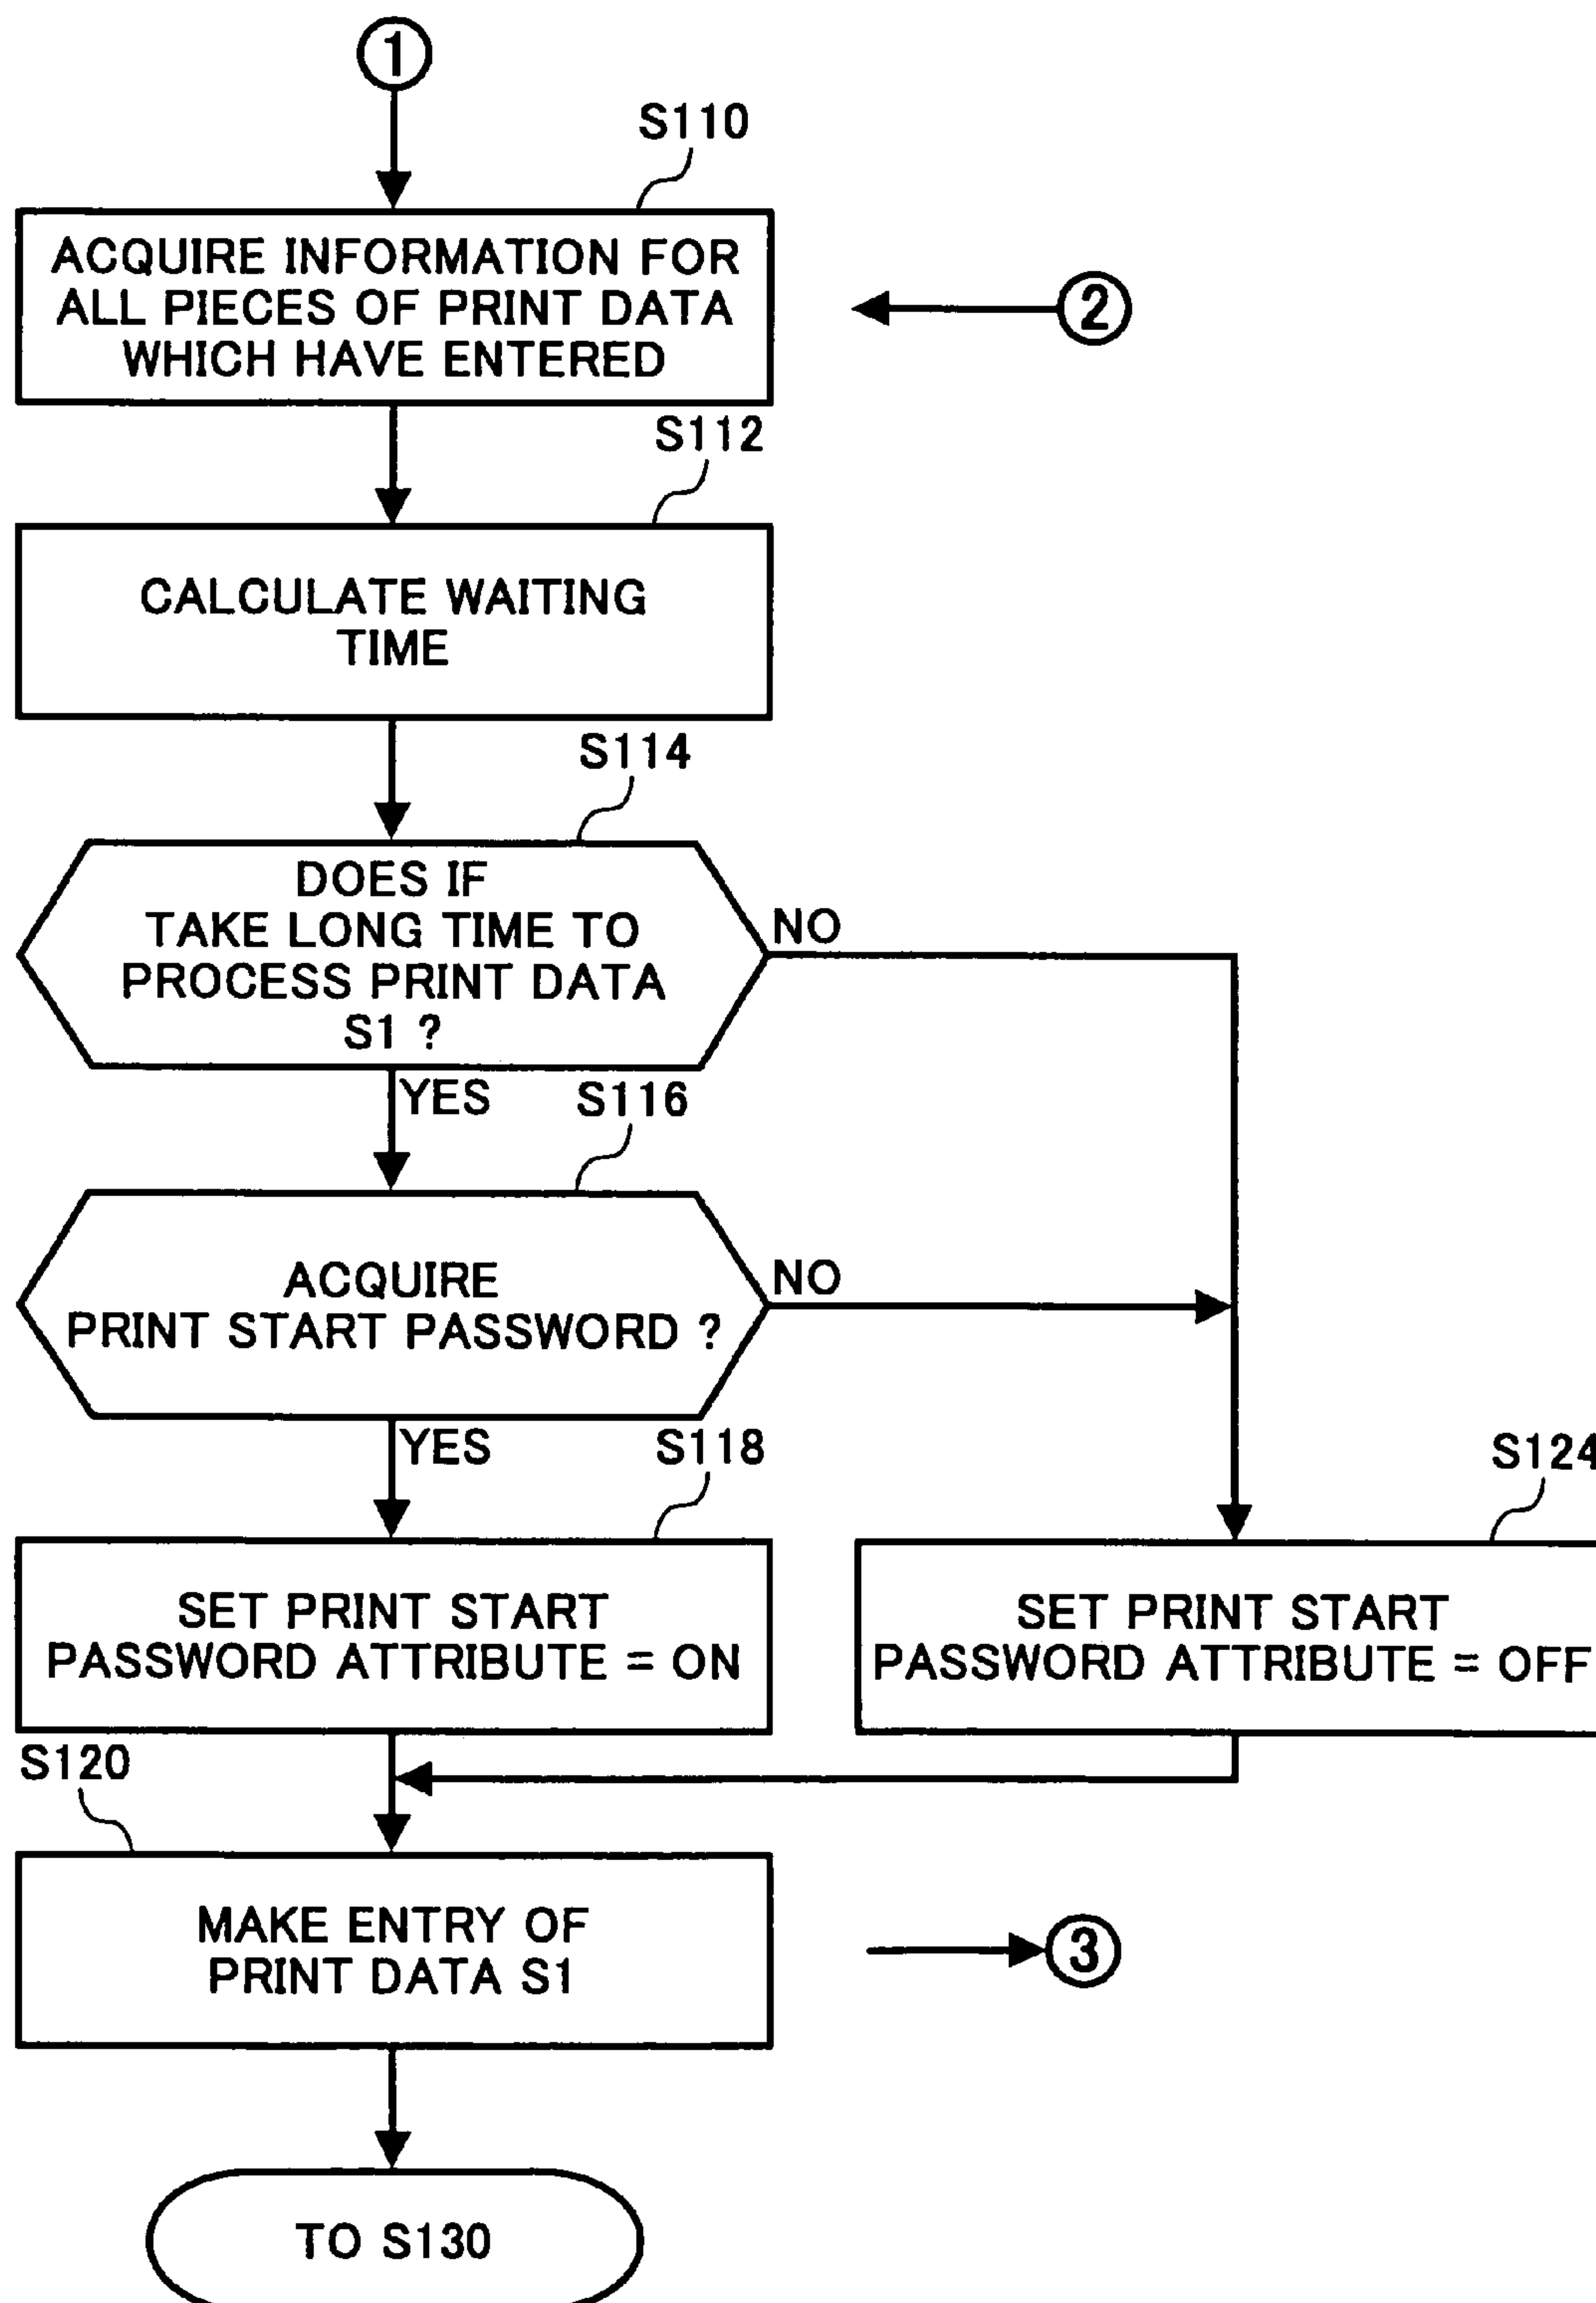 ①
S110
ACQUIRE INFORMATION FOR
ALL PIECES OF PRINT DATA
WHICH HAVE ENTERED
②
S112
CALCULATE WAITING
TIME
S114
DOES IF
TAKE LONG TIME TO
PROCESS PRINT DATA
S1 ?
NO
YES
S116
ACQUIRE
PRINT START PASSWORD ?
NO
YES
S118
SET PRINT START
PASSWORD ATTRIBUTE = ON
S124
SET PRINT START
PASSWORD ATTRIBUTE = OFF
S120
MAKE ENTRY OF
PRINT DATA S1
③
TO S130